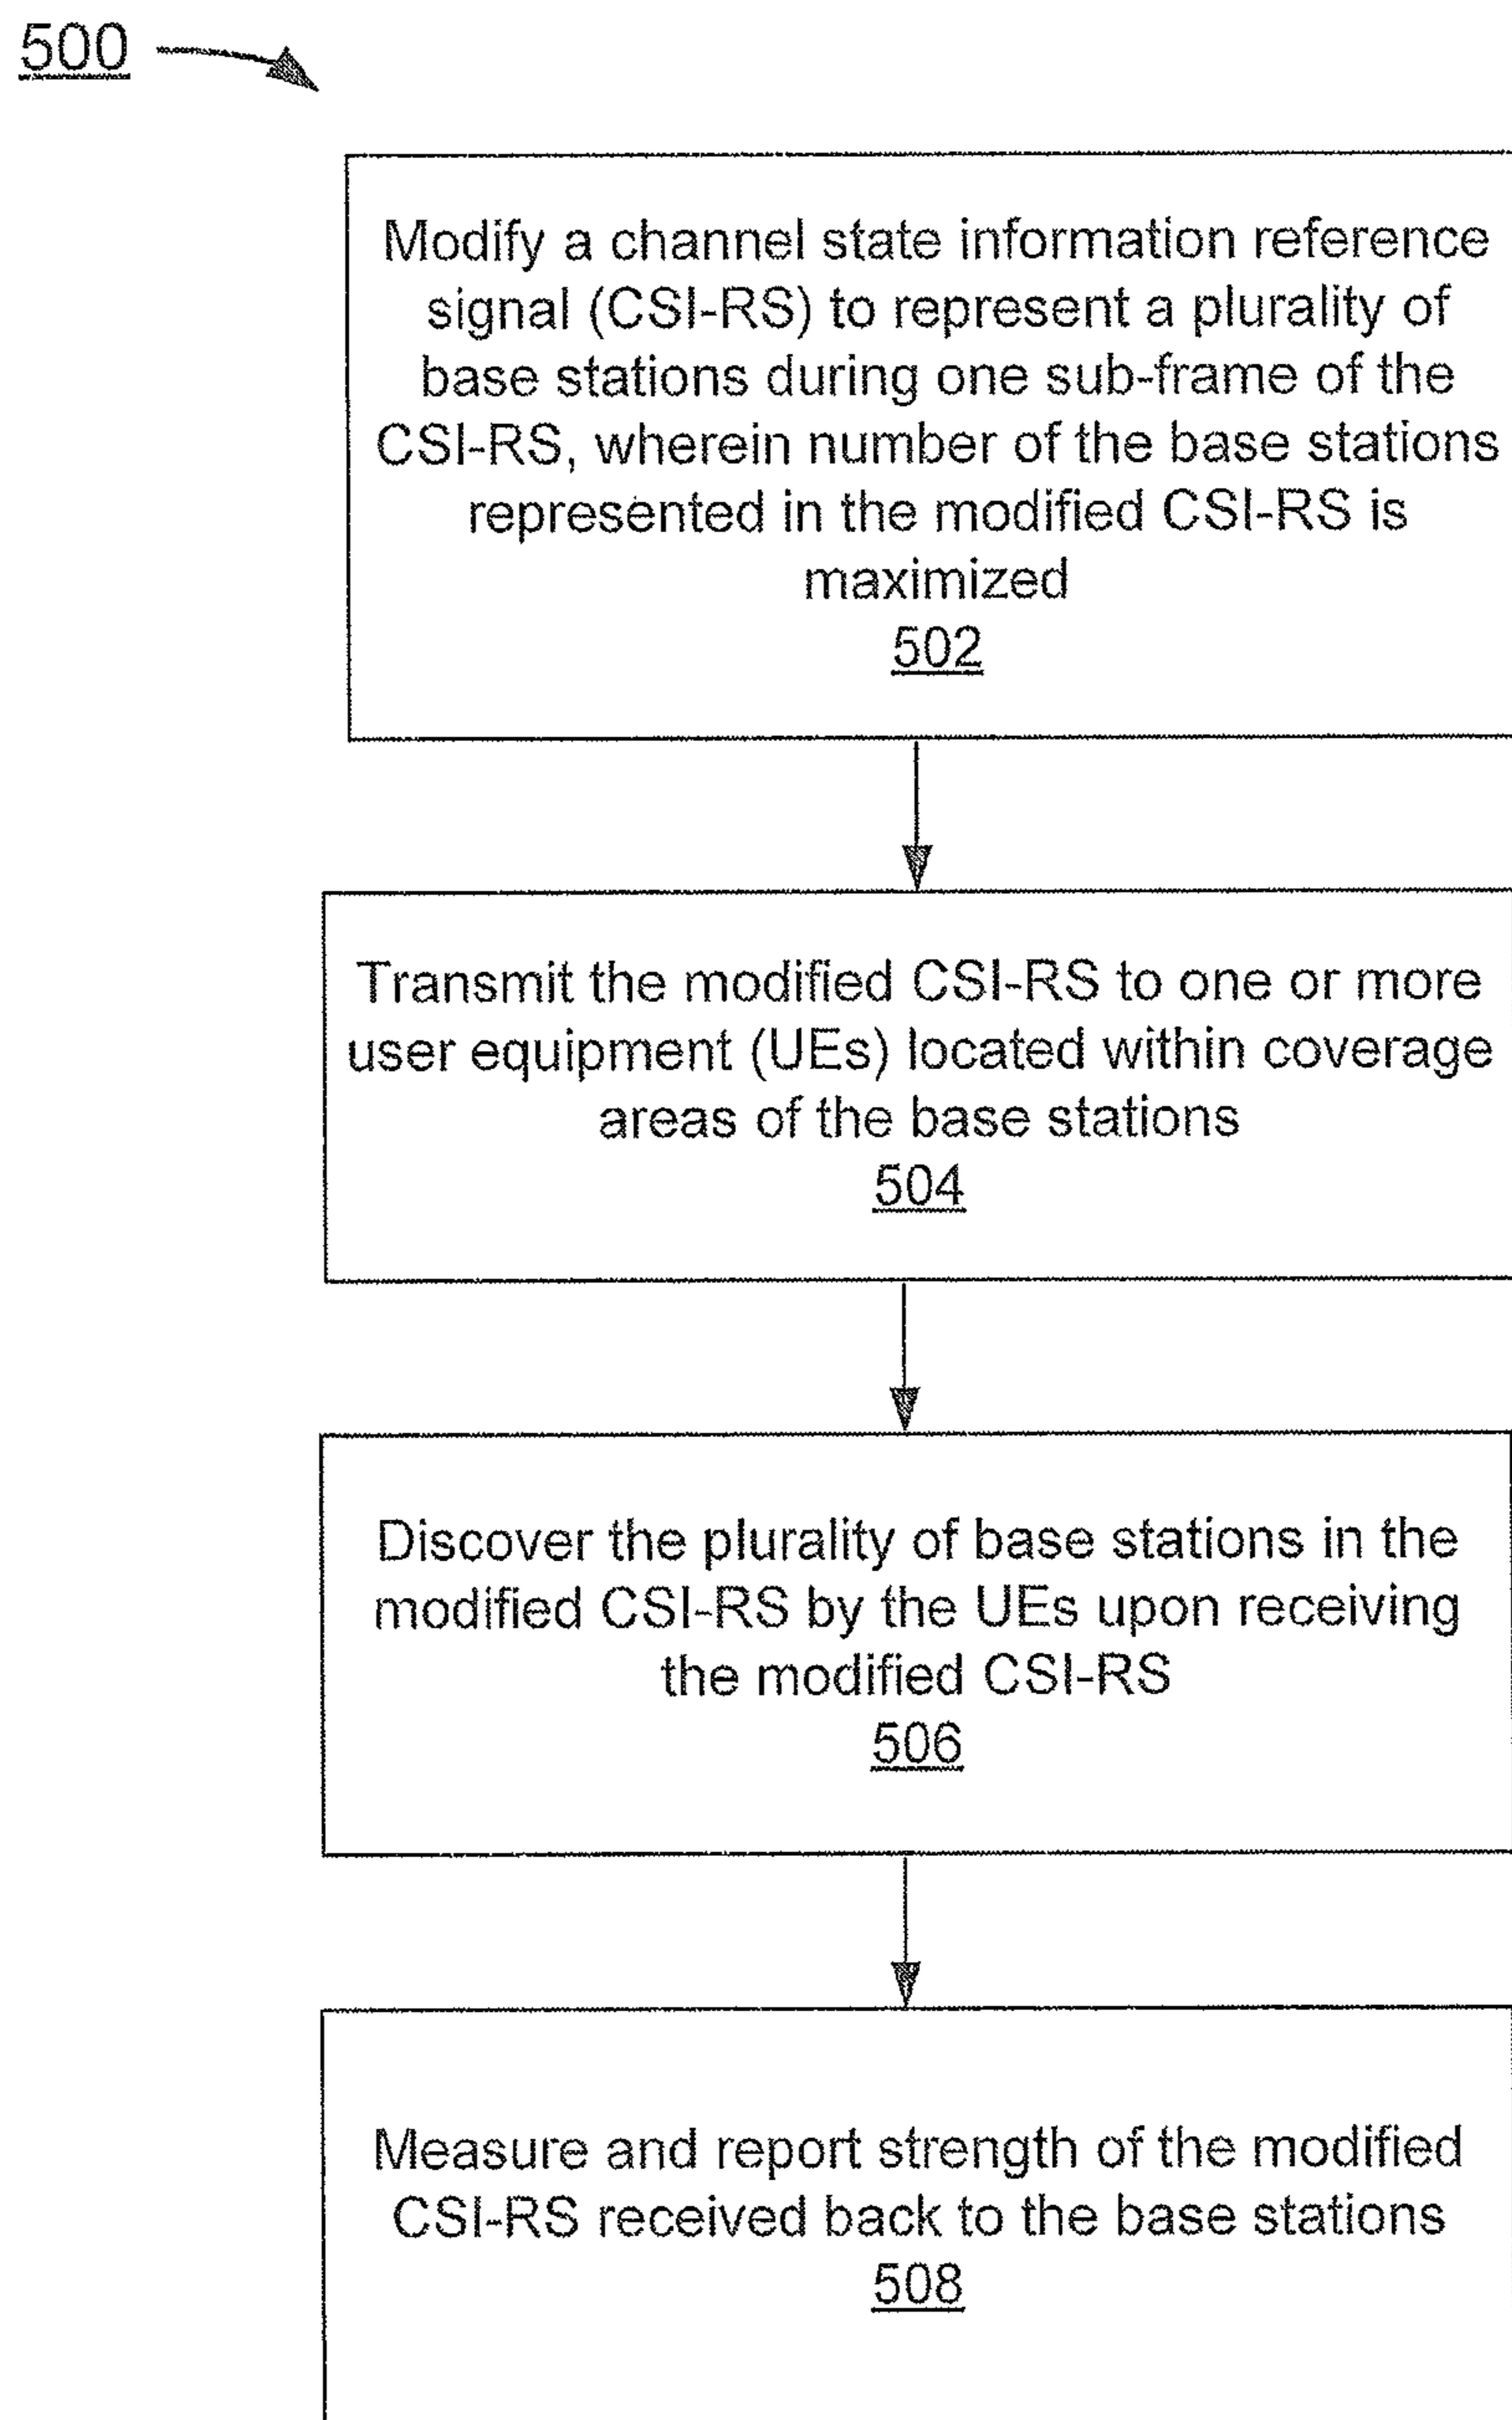 500
Modify a channel state information reference
signal (CSI-RS) to represent a plurality of
base stations during one sub-frame of the
CSI-RS, wherein number of the base stations
represented in the modified CSI-RS is
maximized
502
Transmit the modified CSI-RS to one or more
user equipment (UEs) located within coverage
areas of the base stations
504
Discover the plurality of base stations in the
modified CSI-RS by the UEs upon receiving
the modified CSI-RS
506
Measure and report strength of the modified
CSI-RS received back to the base stations
508